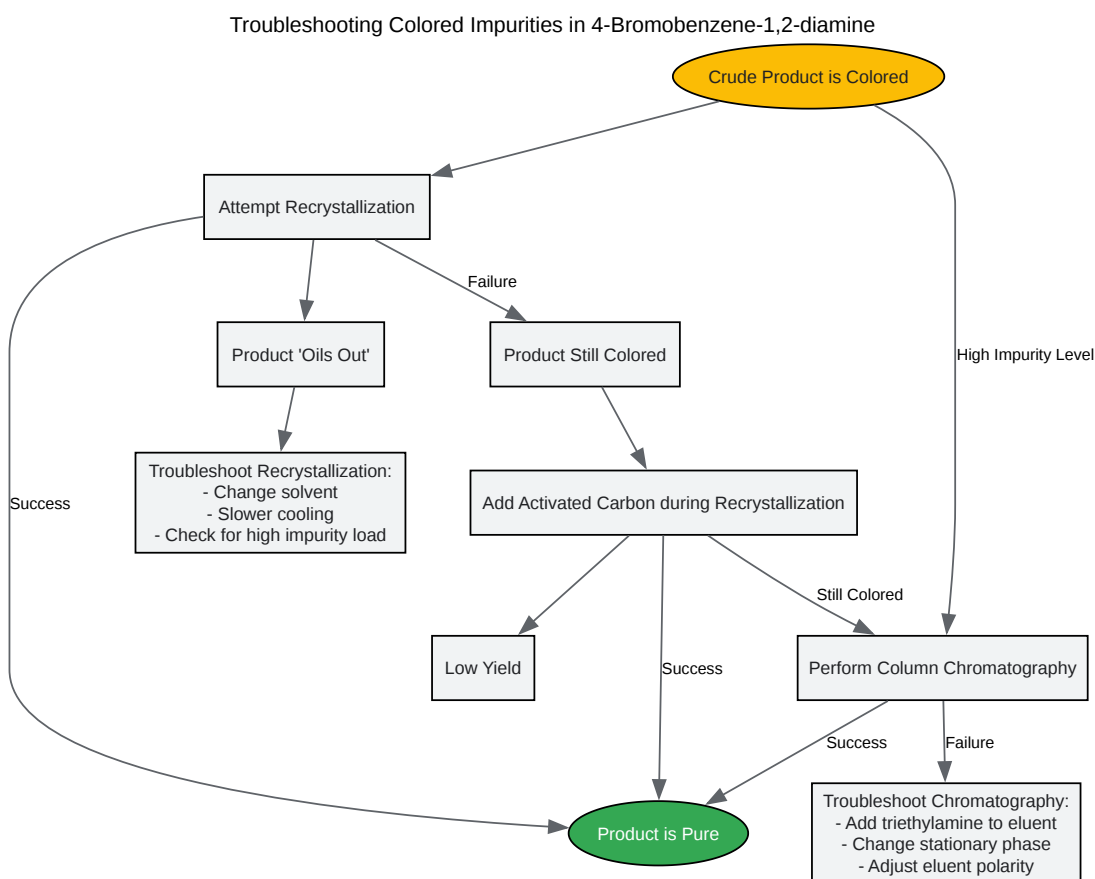 Troubleshooting Colored Impurities in 4-Bromobenzene-1,2-diamine
Crude Product is Colored
Attempt Recrystallization
Failure
Product 'Oils Out'
Product Still Colored
High Impurity Level
Troubleshoot Recrystallization:
- Change solvent
- Slower cooling
- Check for high impurity load
Success
Add Activated Carbon during Recrystallization
Still Colored
Low Yield
Success
Perform Column Chromatography
Success
Failure
Product is Pure
Troubleshoot Chromatography:
- Add triethylamine to eluent
- Change stationary phase
- Adjust eluent polarity